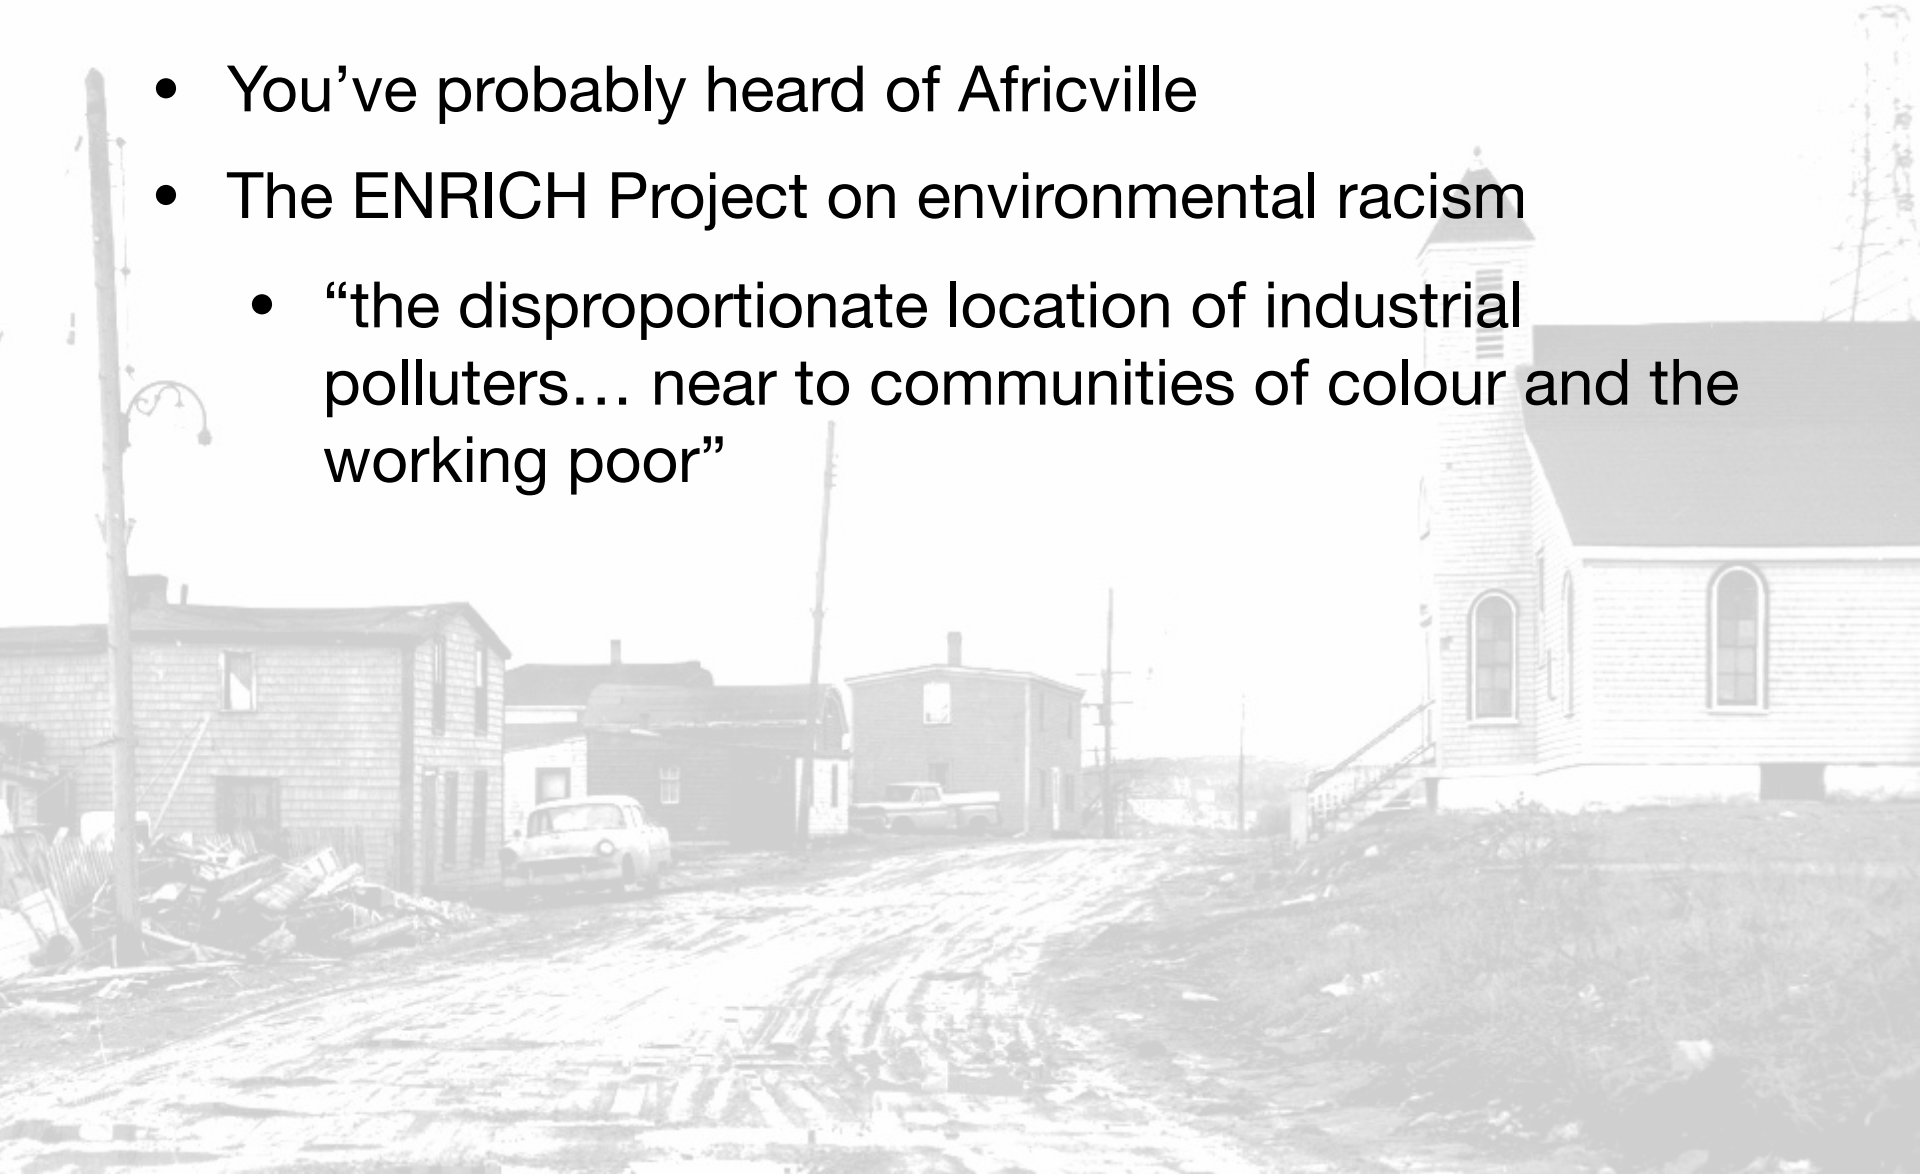 • You’ve probably heard of Africville
• The ENRICH Project on environmental racism
• “the disproportionate location of industrial
polluters… near to communities of colour and the
working poor”